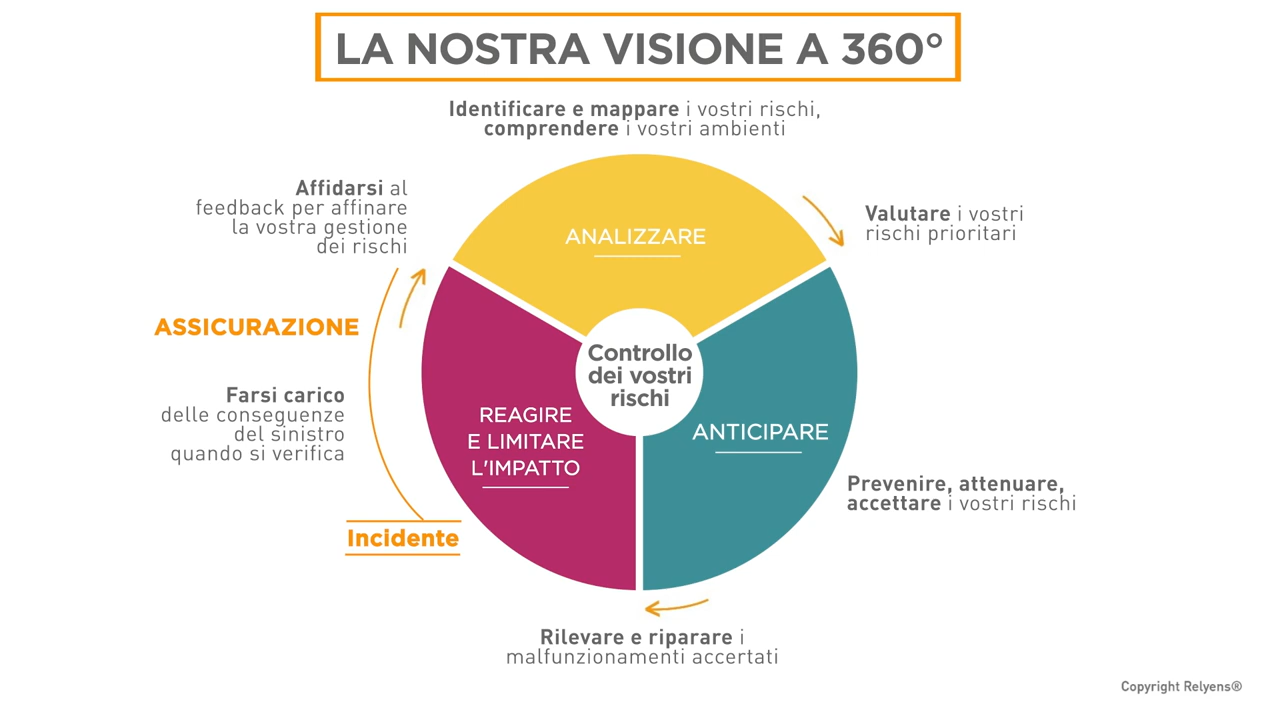 LA NOSTRA VISIONE A 360°
Identificare e mappare i vostri rischi,
comprendere i vostri ambienti
Affidarsi al
feedback per affinare
la vostra gestione
dei rischi
ANALIZZARE
Valutare i vostri
rischi prioritari
ASSICURAZIONE
Farsi carico
delle conseguenze
del sinistro
quando si verifica
Controllo
dei vostri
rischi
REAGIRE
E LIMITARE
L'IMPATTO
ANTICIPARE
Prevenire, attenuare,
accettare i vostri rischi
Incidente
Rilevare e riparare i
malfunzionamenti accertati
Copyright Relyens®